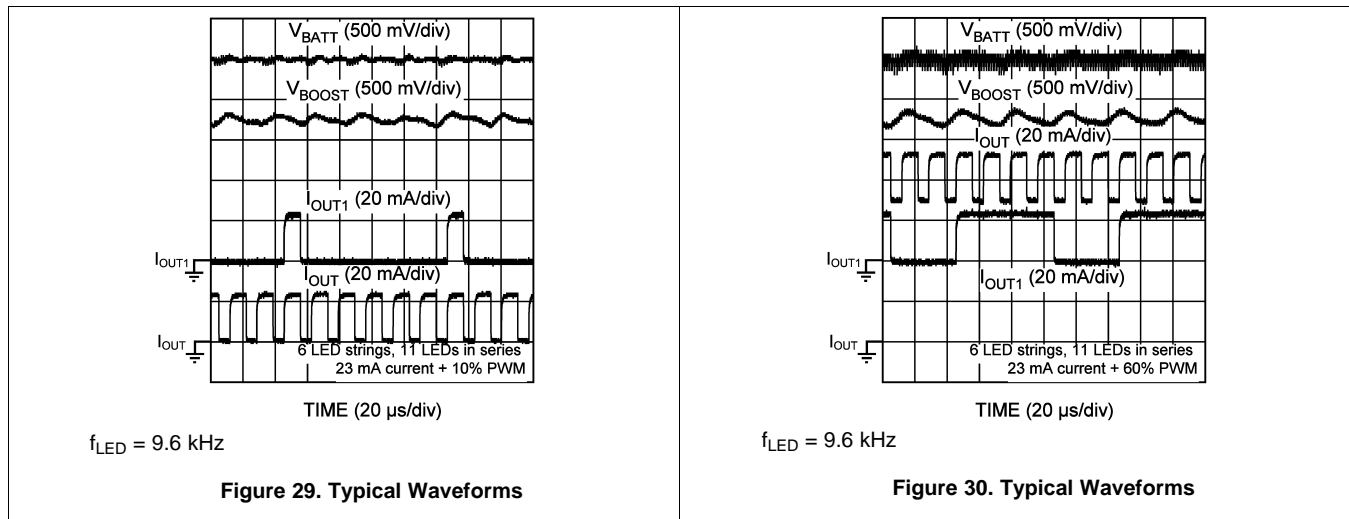 V_BATT (500 mV/div)
V_BOOST (500 mV/div)
I_OUT1 (20 mA/div)
I_OUT1
I_OUT (20 mA/div)
I_OUT
6 LED strings, 11 LEDs in series
23 mA current + 10% PWM
TIME (20 µs/div)
f_LED = 9.6 kHz
Figure 29. Typical Waveforms
V_BATT (500 mV/div)
V_BOOST (500 mV/div)
I_OUT (20 mA/div)
I_OUT1
I_OUT1 (20 mA/div)
I_OUT
6 LED strings, 11 LEDs in series
23 mA current + 60% PWM
TIME (20 µs/div)
f_LED = 9.6 kHz
Figure 30. Typical Waveforms